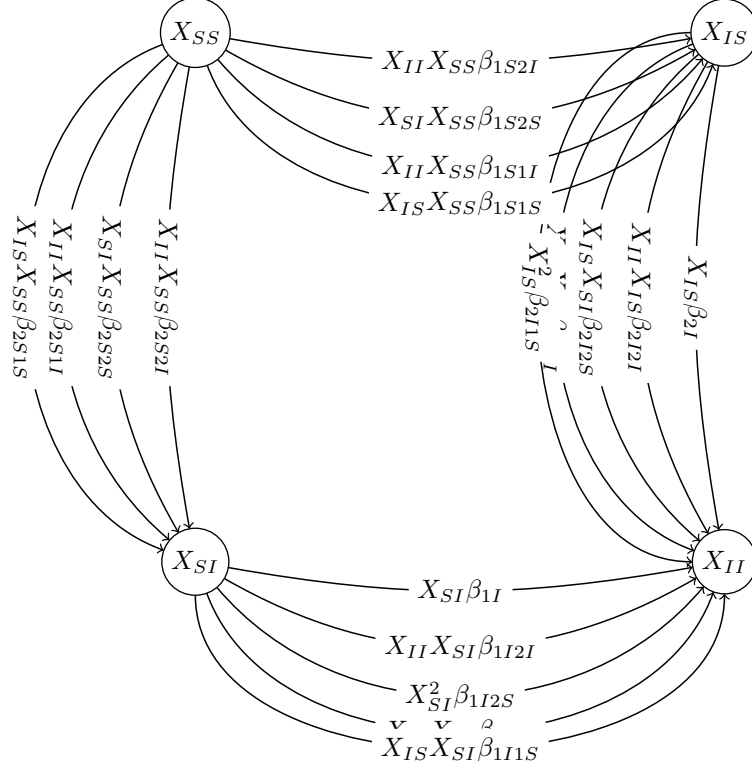 X_{SS}
X_{IS}
X_{II}X_{SS}β_{1S2I}
X_{SI}X_{SS}β_{1S2S}
X_{II}X_{SS}β_{1S1I}
X_{IS}X_{SS}β_{1S1S}
X_{IS}X_{SS}β_{2S1S}
X_{II}X_{SS}β_{2S1I}
X_{SI}X_{SS}β_{2S2S}
X_{II}X_{SS}β_{2S2I}
X_{IS}^2β_{2I1S}
X_{IS}X_{SI}β_{2I2S}
X_{II}X_{IS}β_{2I2I}
X_{IS}β_{2I}
X_{SI}
X_{II}
X_{SI}β_{1I}
X_{II}X_{SI}β_{1I2I}
X_{SI}^2β_{1I2S}
X_{IS}X_{SI}β_{1I1S}